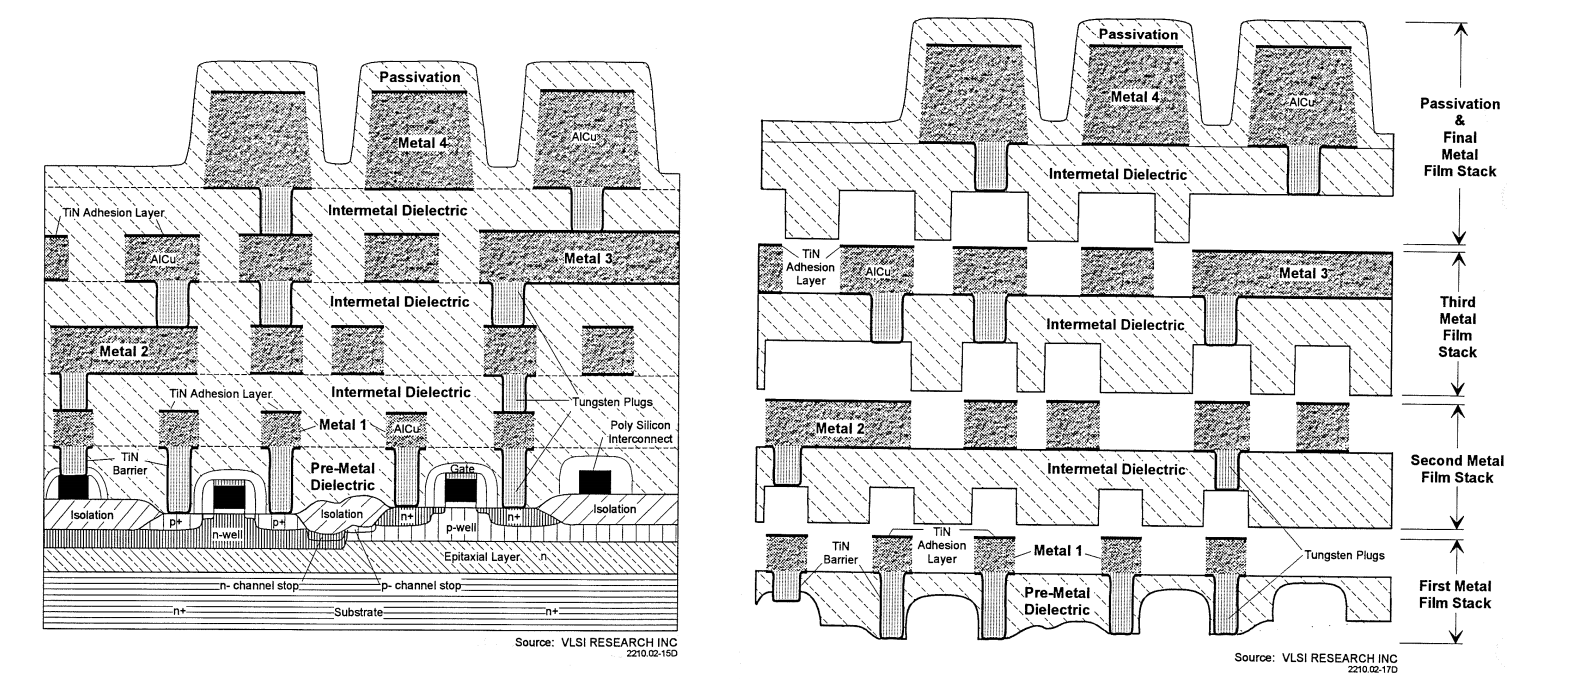 Passivation
Metal 4
AlCu
Intermetal Dielectric
TiN Adhesion Layer
AlCu
Metal 3
Intermetal Dielectric
Metal 2
Intermetal Dielectric
TiN Adhesion Layer
Tungsten Plugs
Metal 1
AlCu
Poly Silicon
Interconnect
TiN
Barrier
Pre-Metal
Dielectric
Gate
Isolation
Isolation
Isolation
p+
p+
n+
n+
n-well
p-well
Epitaxial Layer
n
n- channel stop
p- channel stop
n+
Substrate
n+
Source: VLSI RESEARCH INC
2210.02-15D
Passivation
Metal 4
AlCu
Intermetal Dielectric
Passivation
&
Final
Metal
Film Stack
TiN
Adhesion
Layer
AlCu
Metal 3
Intermetal Dielectric
Third
Metal
Film
Stack
Metal 2
Intermetal Dielectric
Second Metal
Film Stack
TiN
Barrier
TiN
Adhesion
Layer
Metal 1
Tungsten Plugs
Pre-Metal
Dielectric
First Metal
Film Stack
Source: VLSI RESEARCH INC
2210.02-17D